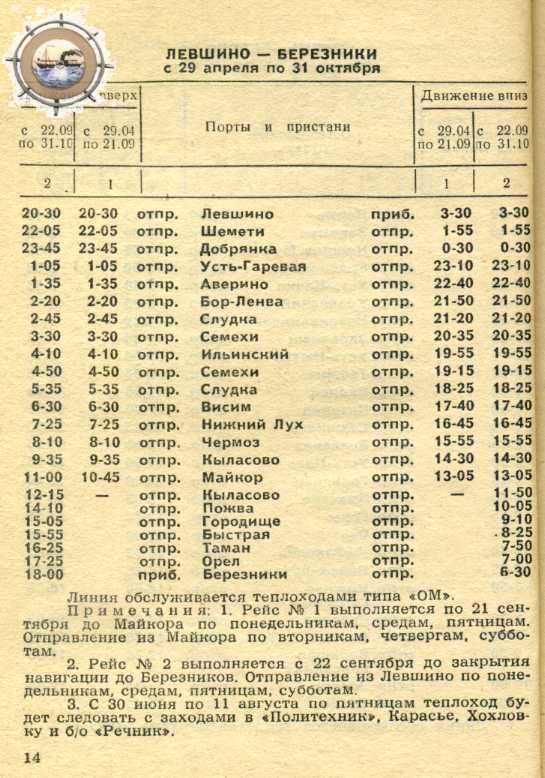 ЛЕВШИНО — БЕРЕЗНИКИ
с 29 апреля по 31 октября
вверх Порты и пристани Движение вниз
с 22.09 с 29.04 с 29.04 с 22.09
по 31.10 по 21.09 по 21.09 по 31.10
2 1 1 2
20-30 20-30 отпр. Левшино приб. 3-30 3-30
22-05 22-05 отпр. Шемети отпр. 1-55 1-55
23-45 23-45 отпр. Добрянка отпр. 0-30 0-30
1-05 1-05 отпр. Усть-Гаревая отпр. 23-10 23-10
1-35 1-35 отпр. Аверино отпр. 22-40 22-40
2-20 2-20 отпр. Бор-Ленва отпр. 21-50 21-50
2-45 2-45 отпр. Слудка отпр. 21-20 21-20
3-30 3-30 отпр. Семехи отпр. 20-35 20-35
4-10 4-10 отпр. Ильинский отпр. 19-55 19-55
4-50 4-50 отпр. Семехи отпр. 19-15 19-15
5-35 5-35 отпр. Слудка отпр. 18-25 18-25
6-30 6-30 отпр. Висим отпр. 17-40 17-40
7-25 7-25 отпр. Нижний Лух отпр. 16-45 16-45
8-10 8-10 отпр. Чермоз отпр. 15-55 15-55
9-35 9-35 отпр. Кыласово отпр. 14-30 14-30
11-00 10-45 отпр. Майкор отпр. 13-05 13-05
12-15 — отпр. Кыласово отпр. — 11-50
14-10 отпр. Пожва отпр. 10-05
15-05 отпр. Городище отпр. 9-10
15-55 отпр. Быстрая отпр. 8-25
16-25 отпр. Таман отпр. 7-50
17-25 отпр. Орел отпр. 7-00
18-00 приб. Березники отпр. 6-30
Линия обслуживается теплоходами типа «ОМ».
Примечания: 1. Рейс № 1 выполняется по 21 сен-
тября до Майкора по понедельникам, средам, пятницам.
Отправление из Майкора по вторникам, четвергам, суббо-
там.
2. Рейс № 2 выполняется с 22 сентября до закрытия
навигации до Березников. Отправление из Левшино по поне-
дельникам, средам, пятницам, субботам.
3. С 30 июня по 11 августа по пятницам теплоход бу-
дет следовать с заходами в «Политехник», Карасье, Хохлов-
ку и б/о «Речник».
14